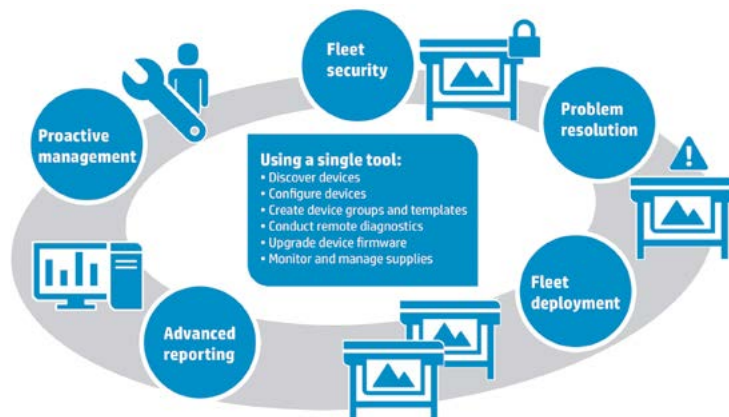 Fleet
security
Problem
resolution
Proactive
management
Using a single tool:
• Discover devices
• Configure devices
• Create device groups and templates
• Conduct remote diagnostics
• Upgrade device firmware
• Monitor and manage supplies
Fleet
deployment
Advanced
reporting